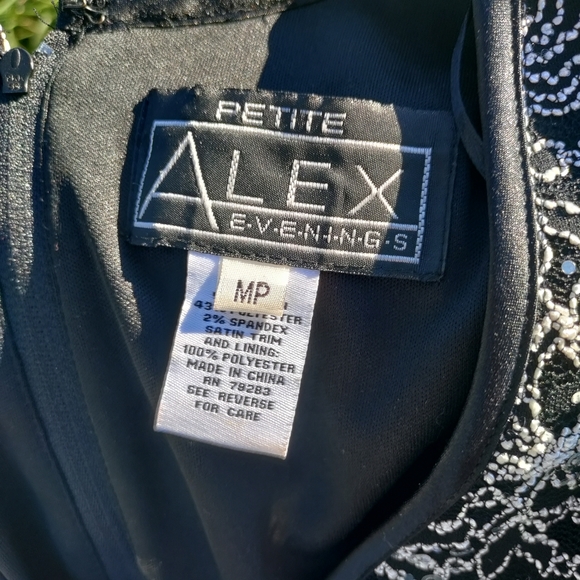 PETITE
ALEX
E·V·E·N·I·N·G·S
MP
2% SPANDEX
SATIN TRIM
AND LINING:
100% POLYESTER
MADE IN CHINA
RN 79283
SEE REVERSE
FOR CARE